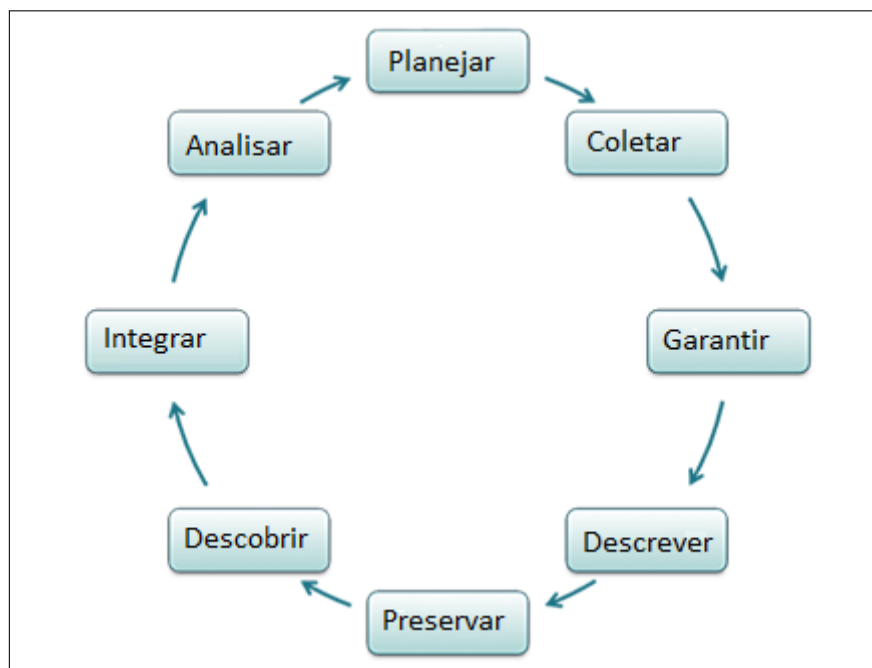 Planejar
Coletar
Garantir
Descrever
Preservar
Descobrir
Integrar
Analisar